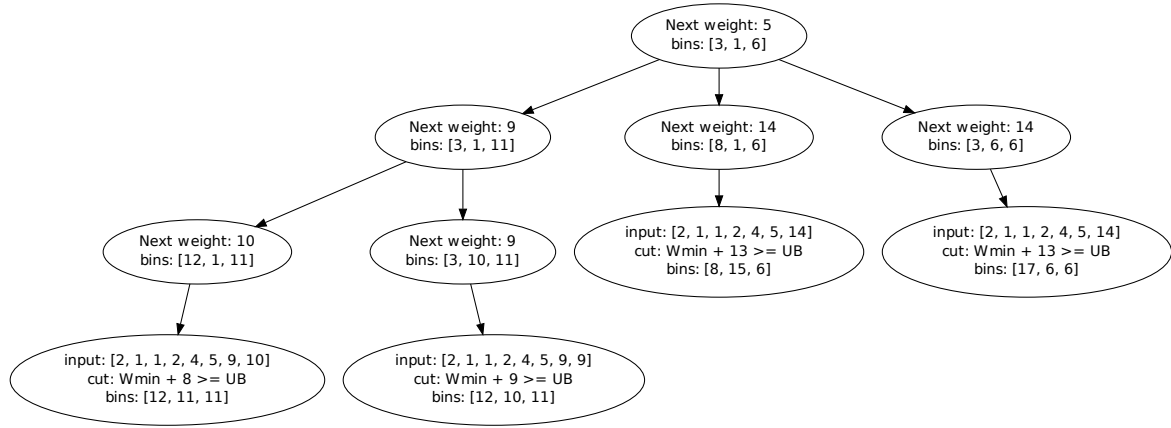 Next weight: 5
bins: [3, 1, 6]
Next weight: 9
bins: [3, 1, 11]
Next weight: 14
bins: [8, 1, 6]
Next weight: 14
bins: [3, 6, 6]
Next weight: 10
bins: [12, 1, 11]
Next weight: 9
bins: [3, 10, 11]
input: [2, 1, 1, 2, 4, 5, 14]
cut: Wmin + 13 >= UB
bins: [8, 15, 6]
input: [2, 1, 1, 2, 4, 5, 14]
cut: Wmin + 13 >= UB
bins: [17, 6, 6]
input: [2, 1, 1, 2, 4, 5, 9, 10]
cut: Wmin + 8 >= UB
bins: [12, 11, 11]
input: [2, 1, 1, 2, 4, 5, 9, 9]
cut: Wmin + 9 >= UB
bins: [12, 10, 11]